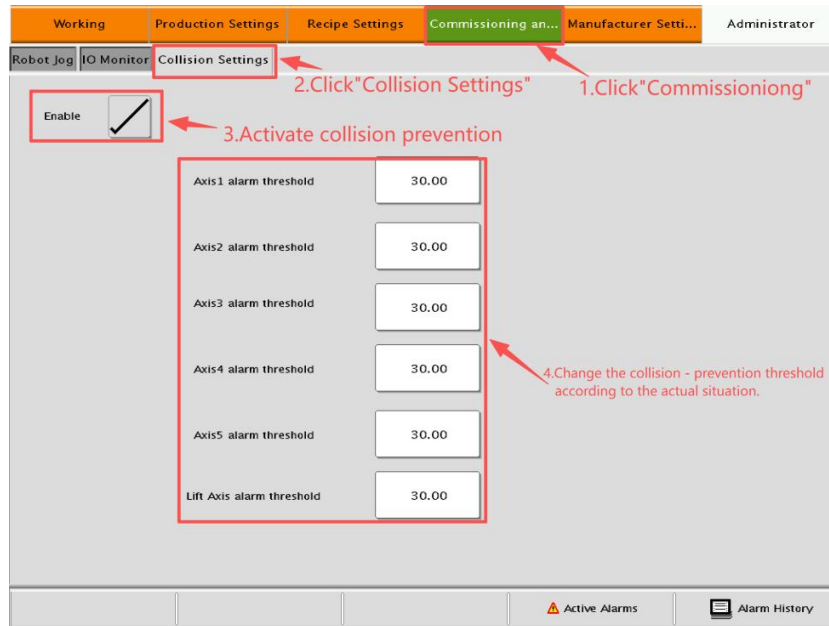 Working Production Settings Recipe Settings Commissioning an... Manufacturer Setti... Administrator
Robot Jog IO Monitor Collision Settings
2.Click"Collision Settings"
1.Click"Commissioniong"
Enable
3.Activate collision prevention
Axis1 alarm threshold 30.00
Axis2 alarm threshold 30.00
Axis3 alarm threshold 30.00
Axis4 alarm threshold 30.00
4.Change the collision - prevention threshold
according to the actual situation.
Axis5 alarm threshold 30.00
Lift Axis alarm threshold 30.00
Active Alarms Alarm History